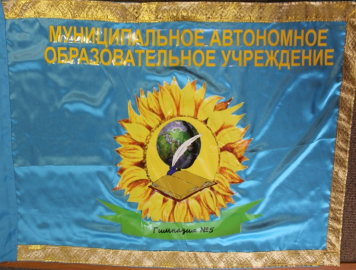 МУНИЦИПАЛЬНОЕ АВТОНОМНОЕ
ОБРАЗОВАТЕЛЬНОЕ УЧРЕЖДЕНИЕ
Гимназия №5